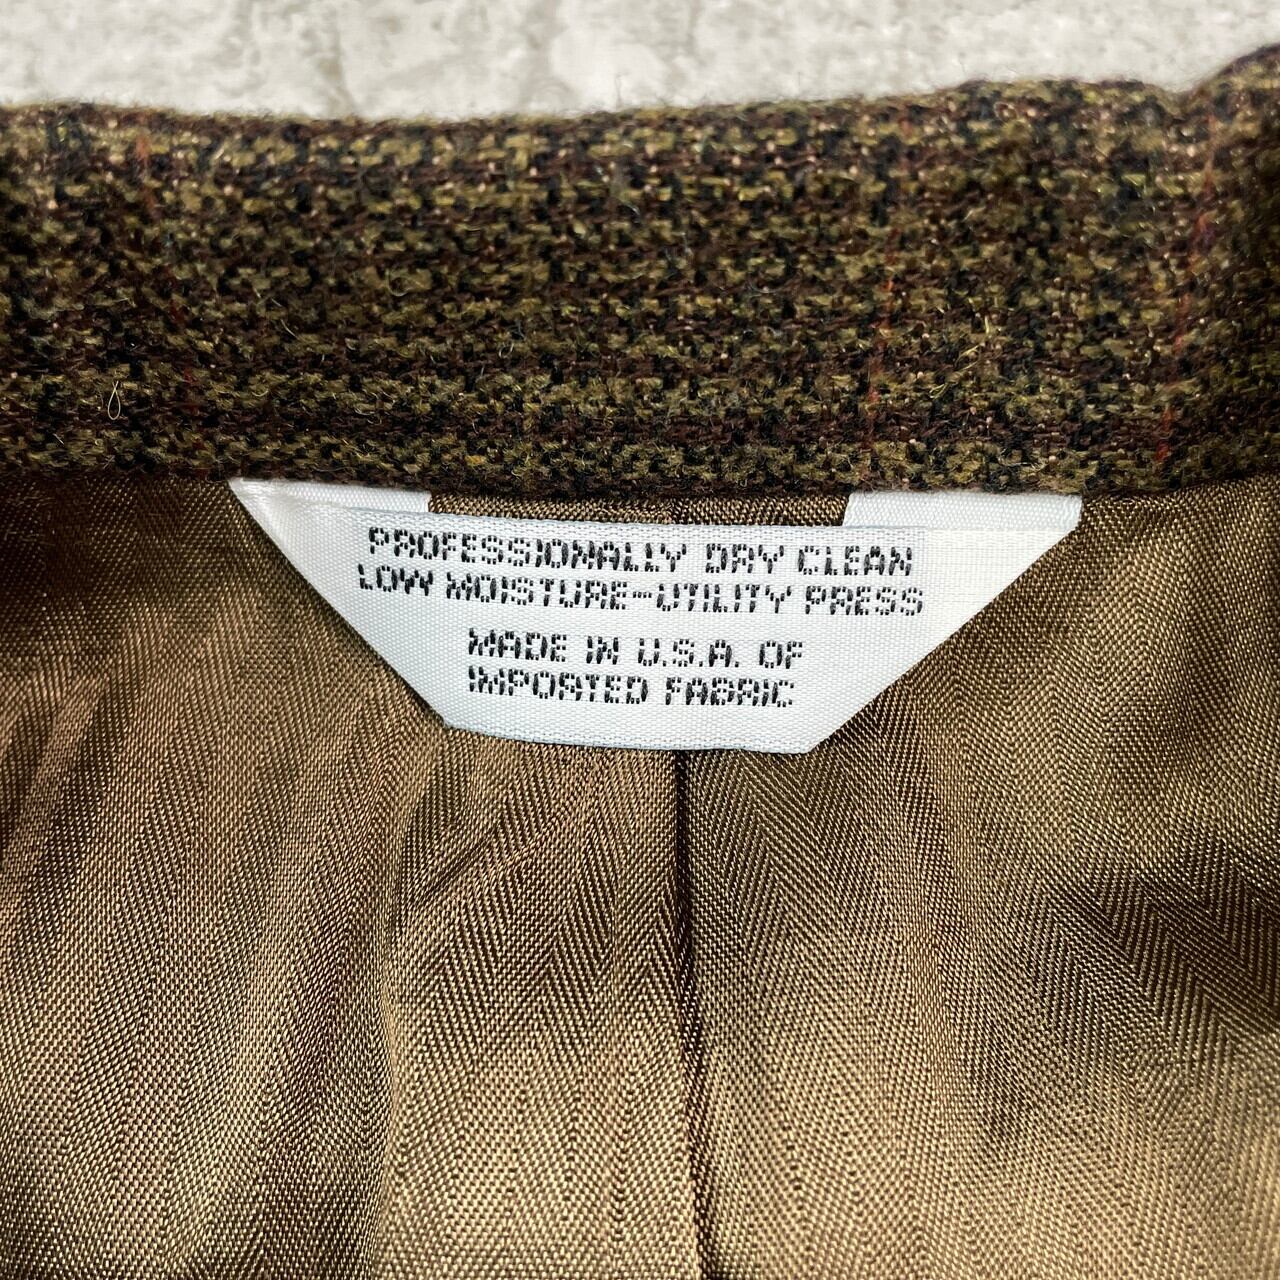 PROFESSIONALLY DRY CLEAN
LOW MOISTURE-UTILITY PRESS
MADE IN U.S.A. OF
IMPORTED FABRIC